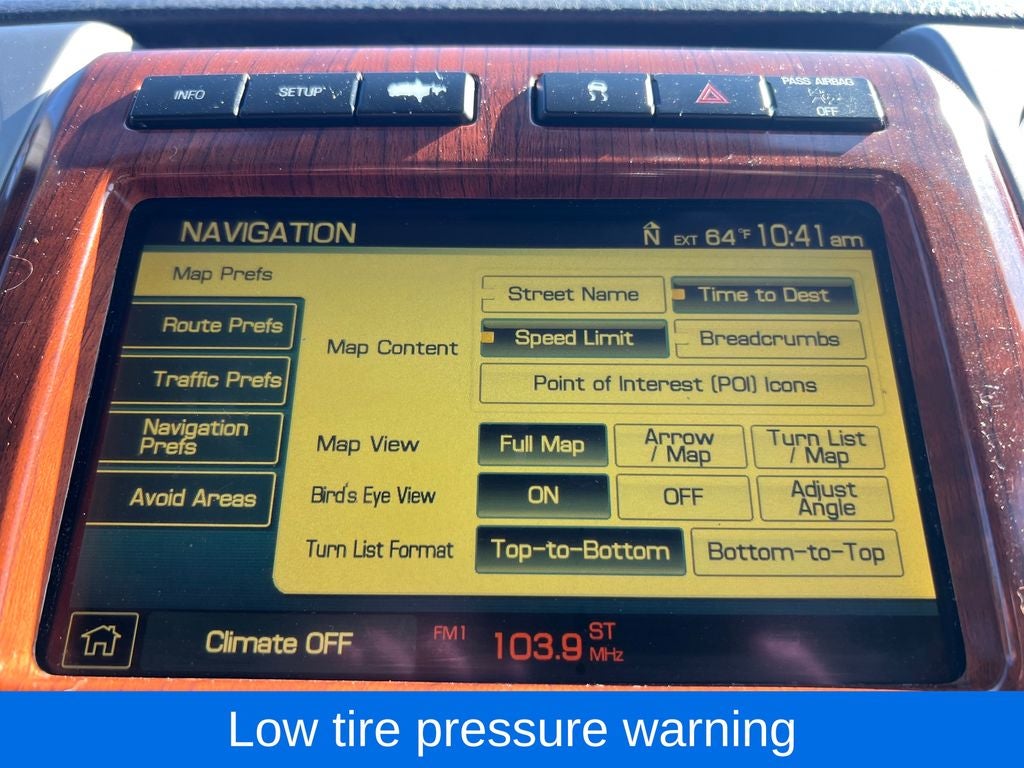 INFO SETUP
PASS AIRBAG
OFF
NAVIGATION N EXT 64°F 10:41am
Map Prefs
Route Prefs
Traffic Prefs
Navigation
Prefs
Avoid Areas
Map Content
Street Name Time to Dest
Speed Limit Breadcrumbs
Point of Interest (POI) Icons
Map View Full Map Arrow
/ Map Turn List
/ Map
Bird's Eye View ON OFF Adjust
Angle
Turn List Format Top-to-Bottom Bottom-to-Top
Climate OFF FM1 103.9 ST
MHz
Low tire pressure warning